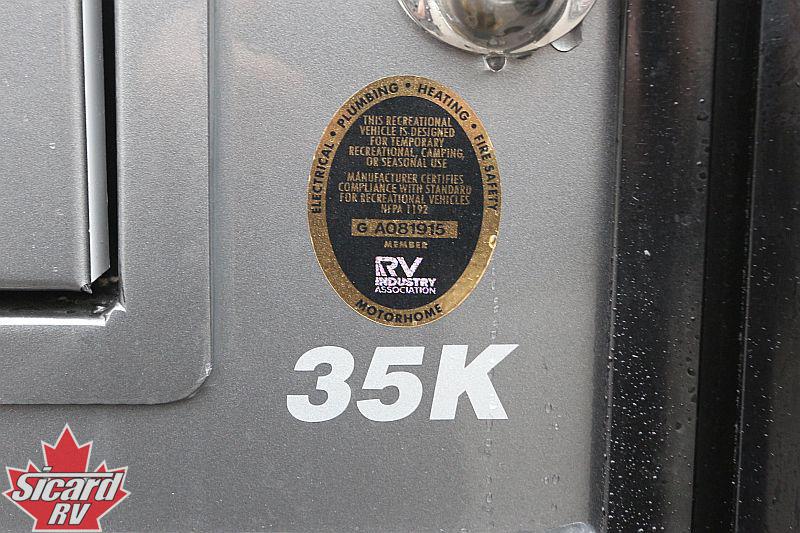 ELECTRICAL • PLUMBING • HEATING • FIRE SAFETY
THIS RECREATIONAL
VEHICLE IS DESIGNED
FOR TEMPORARY
RECREATIONAL, CAMPING,
OR SEASONAL USE
MANUFACTURER CERTIFIES
COMPLIANCE WITH STANDARD
FOR RECREATIONAL VEHICLES
NFPA 1192
G A081915
MEMBER
RV
INDUSTRY
ASSOCIATION
MOTORHOME
35K
Sicard
RV